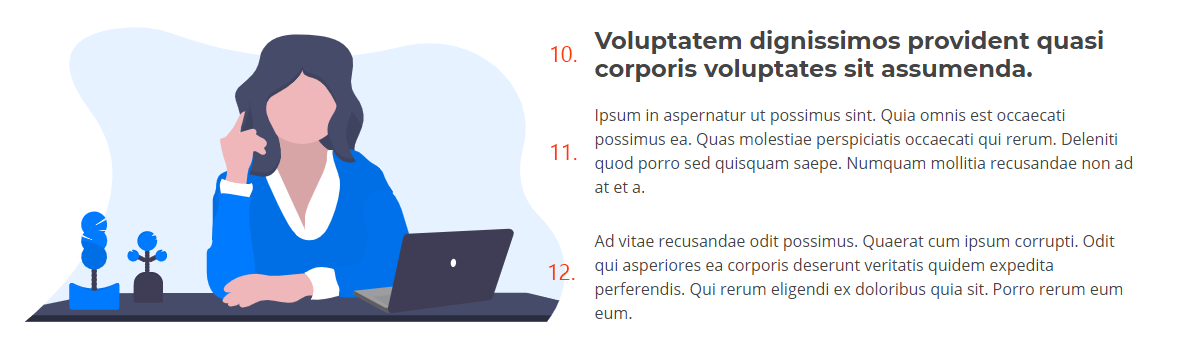 10. Voluptatem dignissimos provident quasi
corporis voluptates sit assumenda.
Ipsum in aspernatur ut possimus sint. Quia omnis est occaecati
possimus ea. Quas molestiae perspiciatis occaecati qui rerum. Deleniti
11. quod porro sed quisquam saepe. Numquam mollitia recusandae non ad
at et a.
Ad vitae recusandae odit possimus. Quaerat cum ipsum corrupti. Odit
12. qui asperiores ea corporis deserunt veritatis quidem expedita
perferendis. Qui rerum eligendi ex doloribus quia sit. Porro rerum eum
eum.